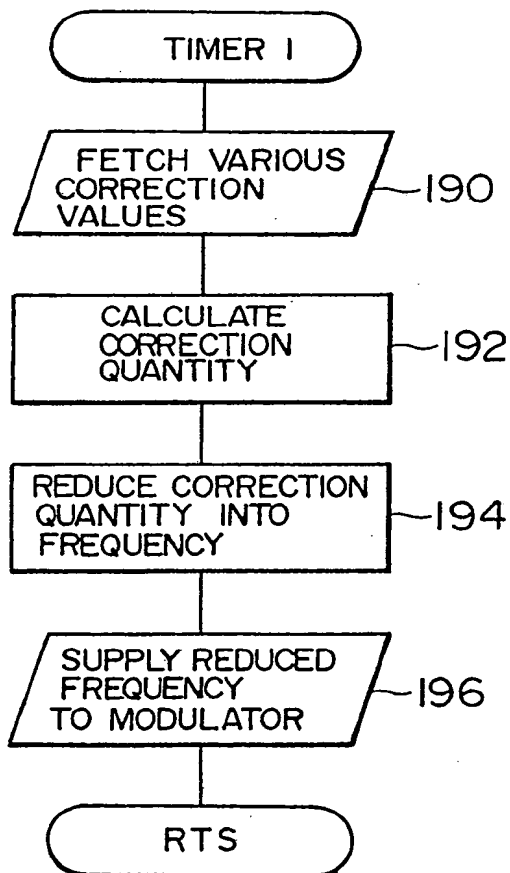 TIMER 1
FETCH VARIOUS
CORRECTION
VALUES
190
CALCULATE
CORRECTION
QUANTITY
192
REDUCE CORRECTION
QUANTITY INTO
FREQUENCY
194
SUPPLY REDUCED
FREQUENCY
TO MODULATOR
196
RTS